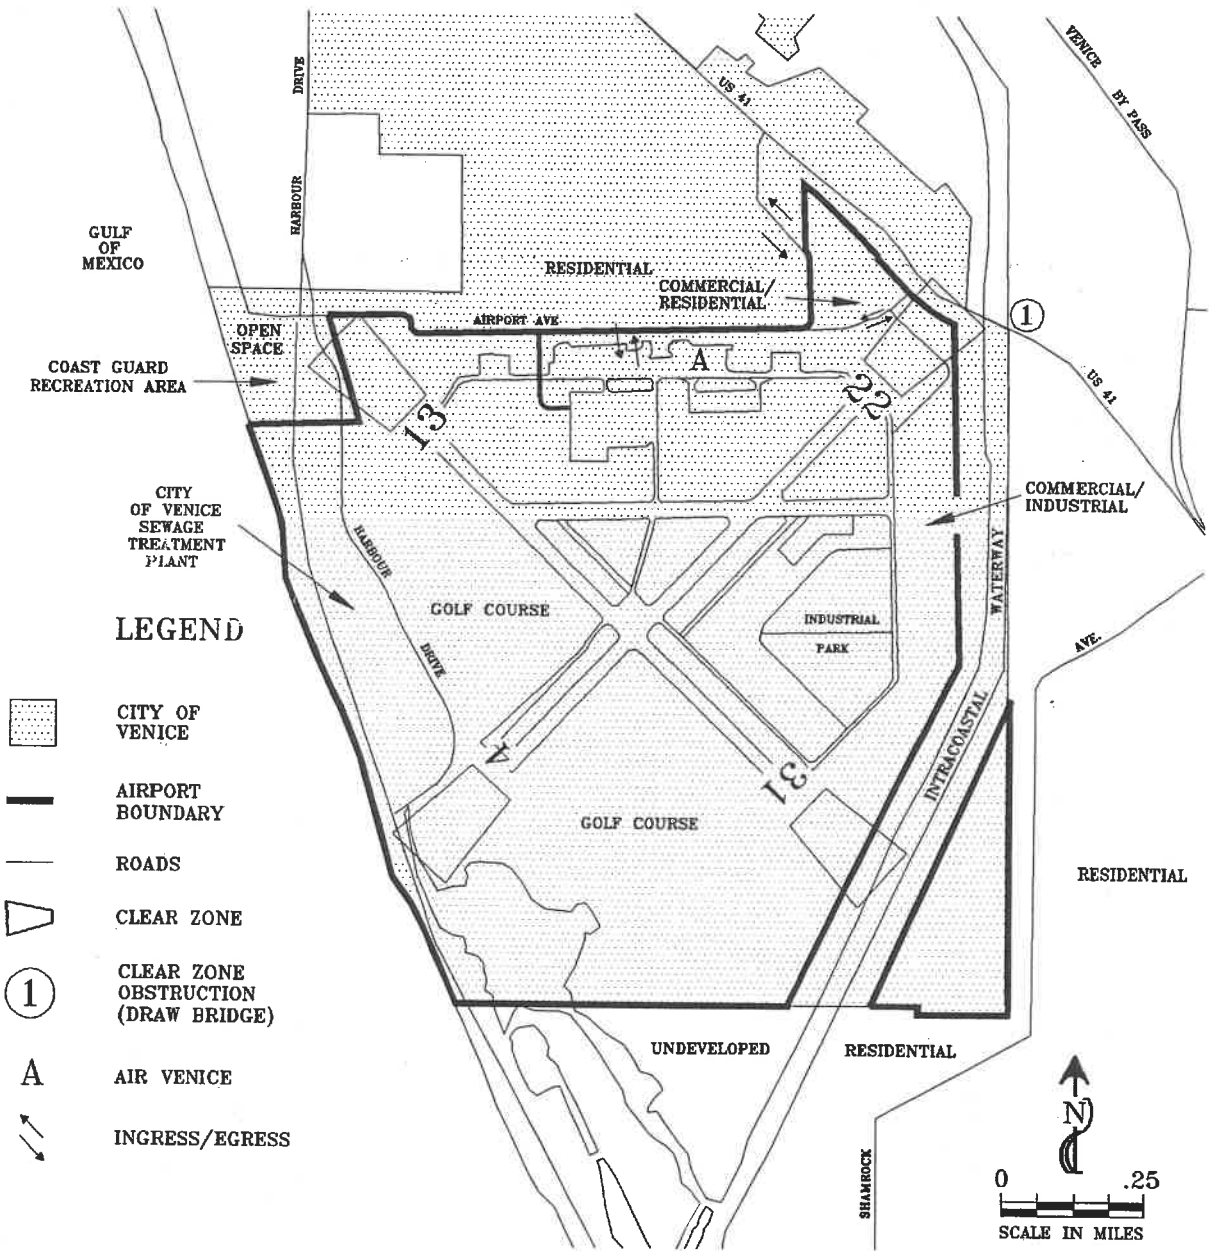 HARBOUR
DRIVE
US 41
VENICE
BY PASS
GULF
OF
MEXICO
RESIDENTIAL
COMMERCIAL/
RESIDENTIAL
AIRPORT AVE
1
OPEN
SPACE
A
COAST GUARD
RECREATION AREA
22
13
US 41
COMMERCIAL/
INDUSTRIAL
CITY
OF VENICE
SEWAGE
TREATMENT
PLANT
HARBOUR
DRIVE
WATERWAY
GOLF COURSE
INDUSTRIAL
PARK
AVE.
LEGEND
CITY OF
VENICE
4
31
INTRACOASTAL
AIRPORT
BOUNDARY
GOLF COURSE
ROADS
RESIDENTIAL
CLEAR ZONE
1
CLEAR ZONE
OBSTRUCTION
(DRAW BRIDGE)
UNDEVELOPED
RESIDENTIAL
A
AIR VENICE
INGRESS/EGRESS
SHAMROCK
N
0 .25
SCALE IN MILES